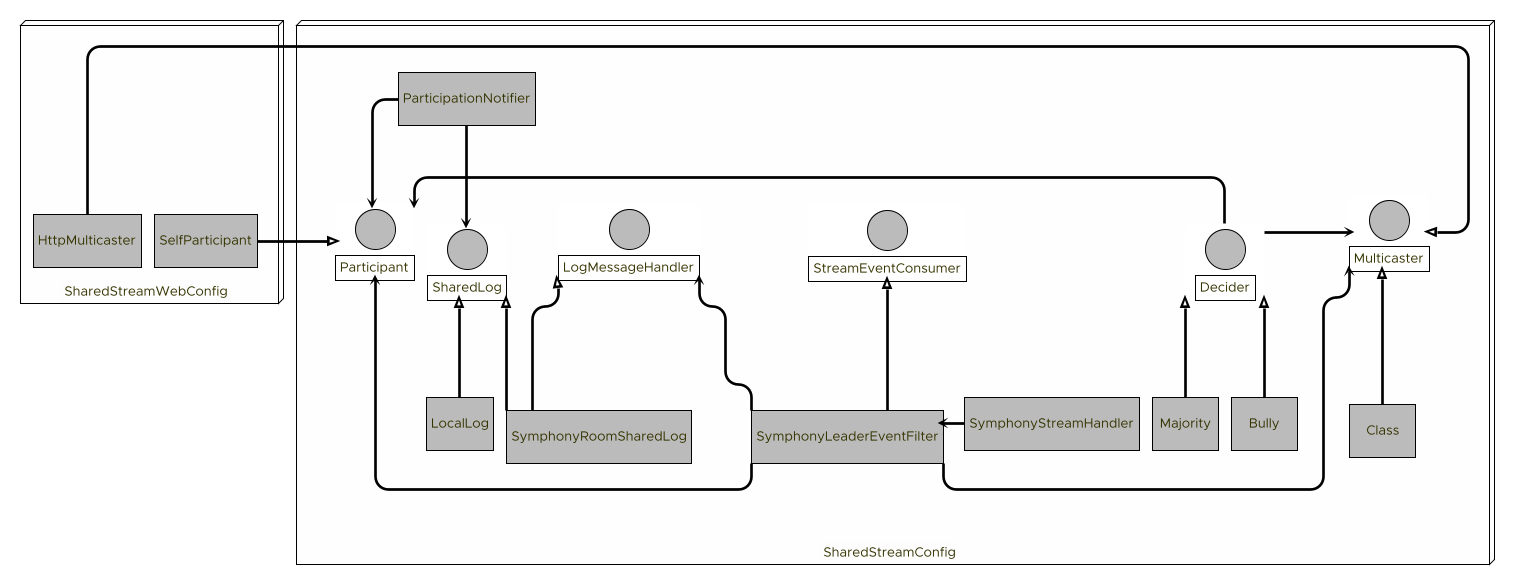 ParticipationNotifier
HttpMulticaster
SelfParticipant
Participant
SharedLog
LogMessageHandler
StreamEventConsumer
Decider
Multicaster
SharedStreamWebConfig
LocalLog
SymphonyRoomSharedLog
SymphonyLeaderEventFilter
SymphonyStreamHandler
Majority
Bully
Class
SharedStreamConfig